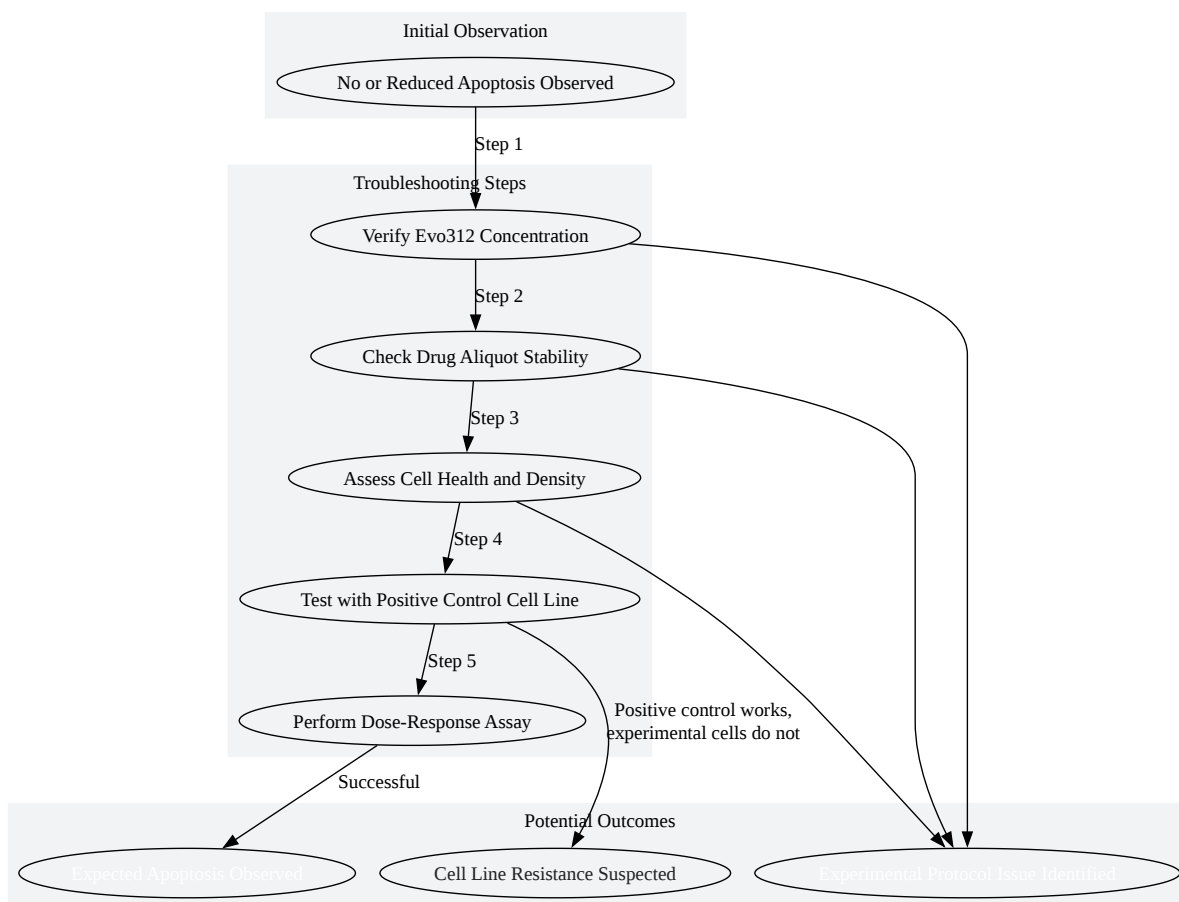 Initial Observation
No or Reduced Apoptosis Observed
Step 1
Troubleshooting Steps
Verify Evo312 Concentration
Step 2
Check Drug Aliquot Stability
Step 3
Assess Cell Health and Density
Step 4
Test with Positive Control Cell Line
Step 5
Perform Dose-Response Assay
Positive control works,
experimental cells do not
Successful
Potential Outcomes
Expected Apoptosis Observed
Cell Line Resistance Suspected
Experimental Protocol Issue Identified